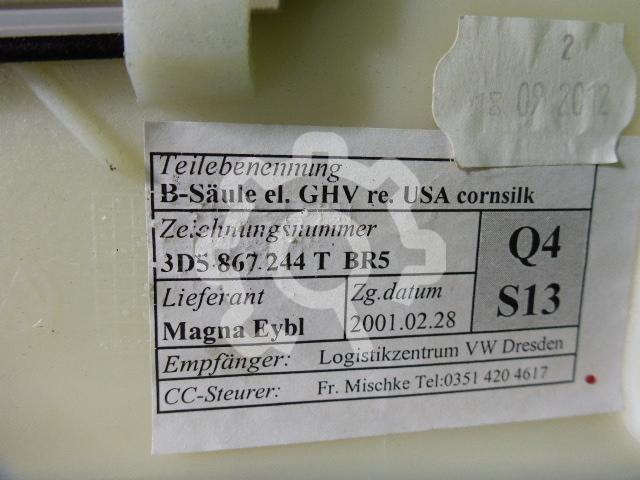 2
18 09 2012
Teilebenennung
B-Säule el. GHV re. USA cornsilk
Zeichnungsnummer
3D5 867 244 T BR5
Q4
S13
Lieferant
Magna Eybl
Zg.datum
2001.02.28
Empfänger: Logistikzentrum VW Dresden
CC-Steurer: Fr. Mischke Tel:0351 420 4617